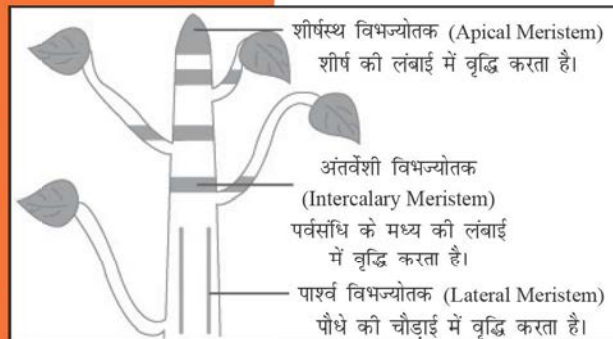 शीर्षस्थ विभज्योतक (Apical Meristem)
शीर्ष की लंबाई में वृद्धि करता है।
अंतर्वेशी विभज्योतक
(Intercalary Meristem)
पर्वसंधि के मध्य की लंबाई
में वृद्धि करता है।
पार्श्व विभज्योतक (Lateral Meristem)
पौधे की चौड़ाई में वृद्धि करता है।